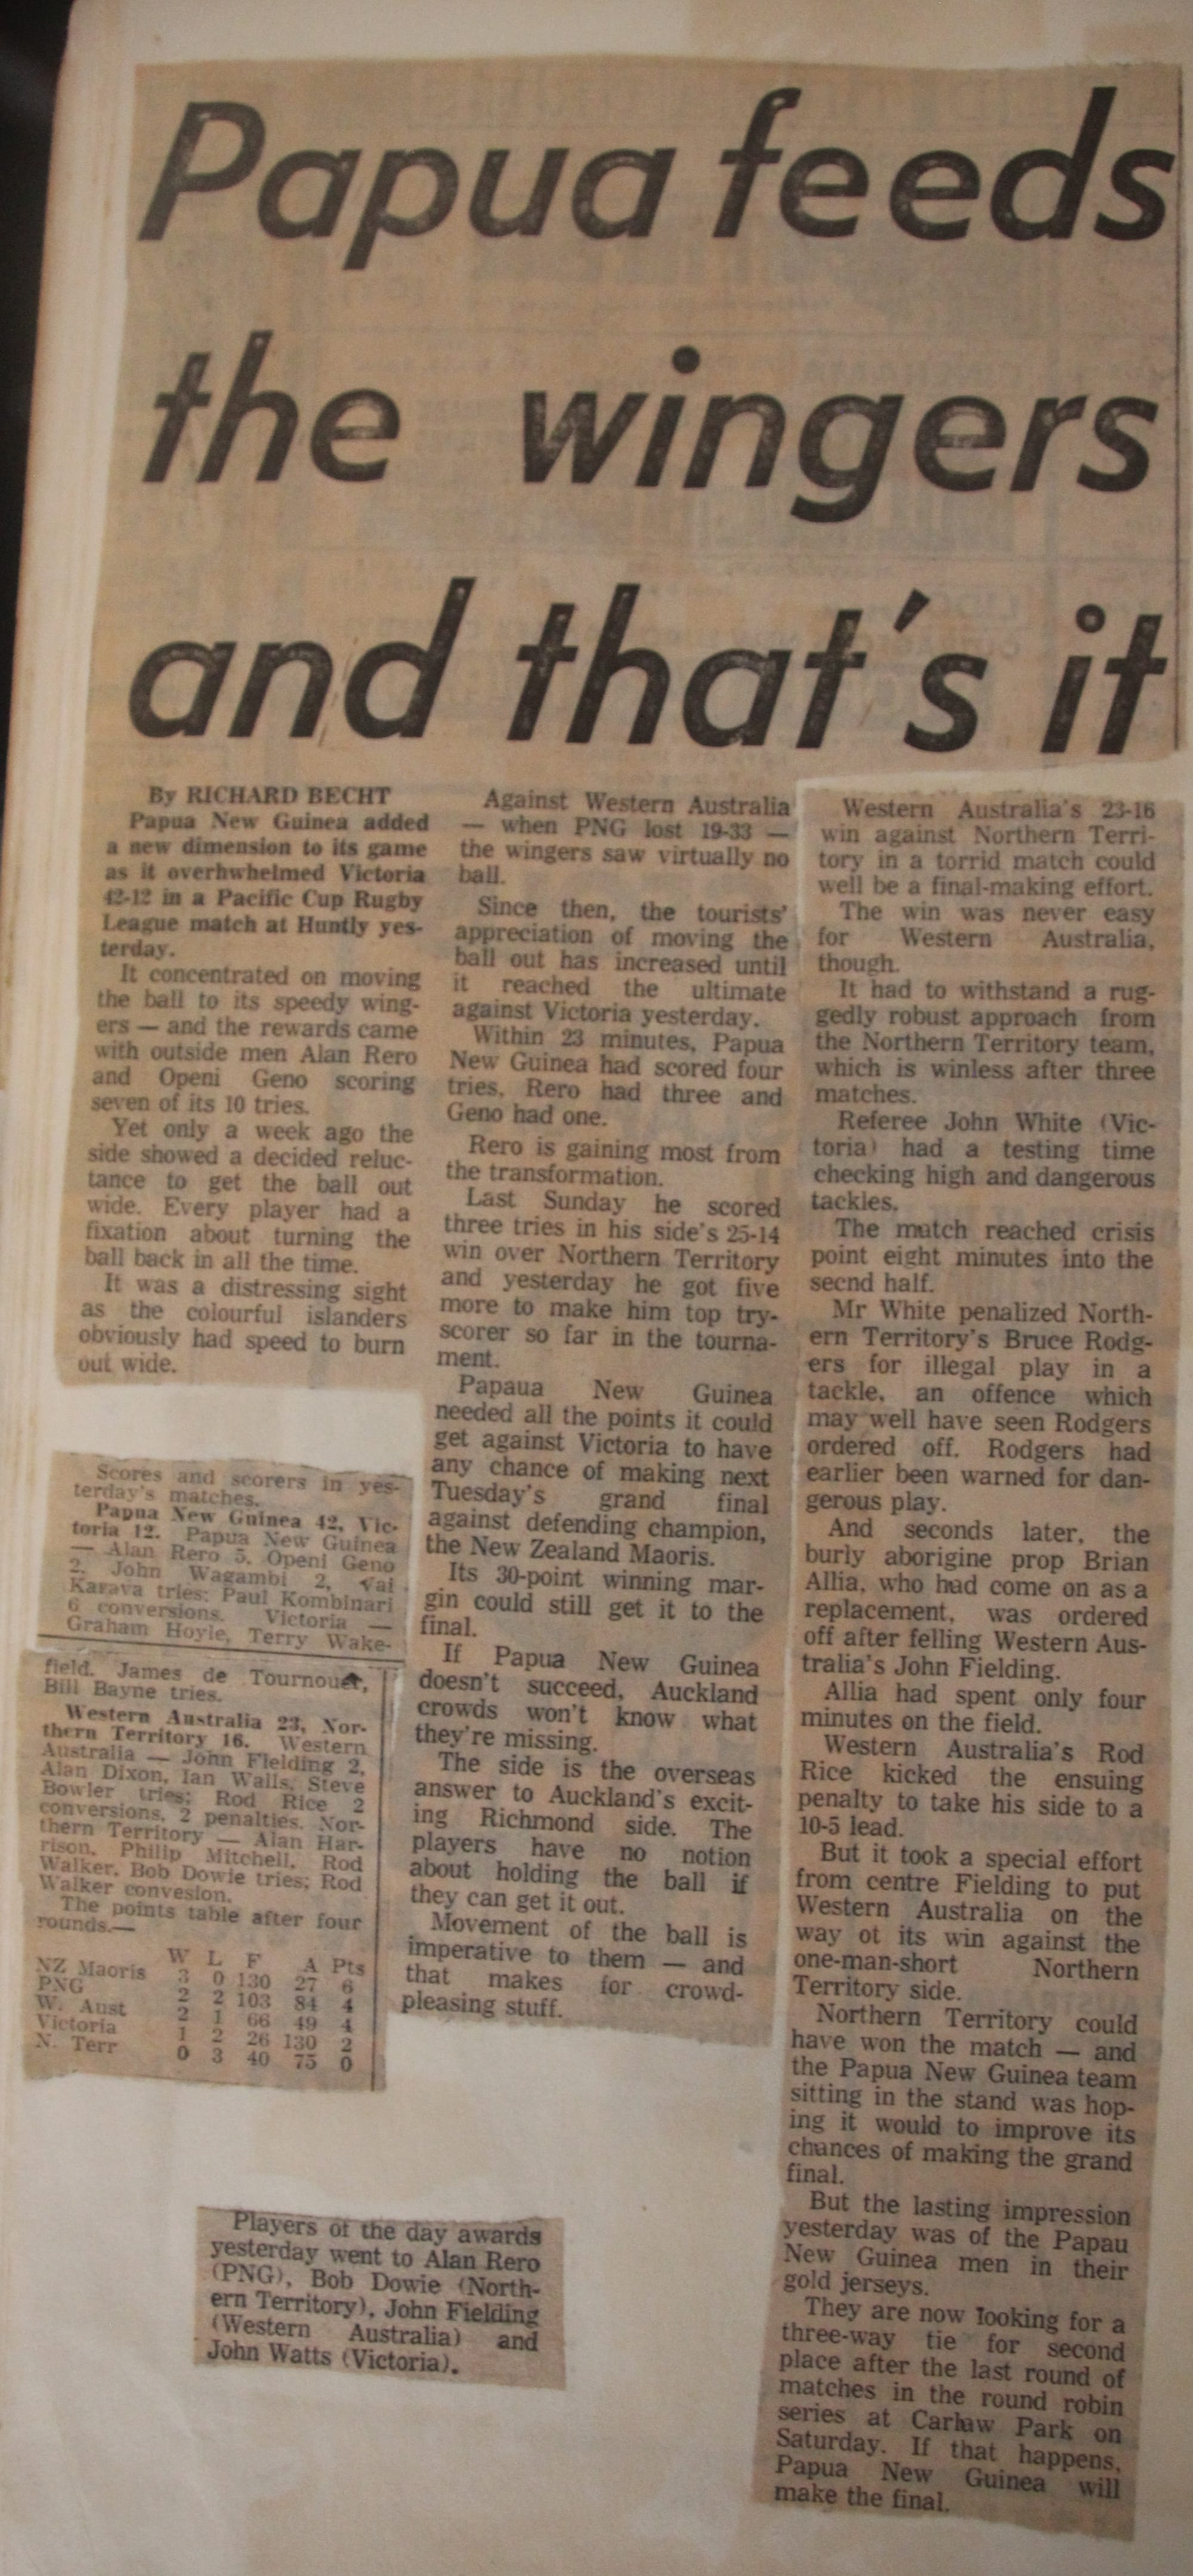 Papua feeds
the wingers
and that's it
By RICHARD BECHT
Papua New Guinea added
a new dimension to its game
as it overhwhelmed Victoria
42-12 in a Pacific Cup Rugby
League match at Huntly yes-
terday.
It concentrated on moving
the ball to its speedy wing-
ers — and the rewards came
with outside men Alan Rero
and Openi Geno scoring
seven of its 10 tries.
Yet only a week ago the
side showed a decided reluc-
tance to get the ball out
wide. Every player had a
fixation about turning the
ball back in all the time.
It was a distressing sight
as the colourful islanders
obviously had speed to burn
out wide.
Against Western Australia
— when PNG lost 19-33 —
the wingers saw virtually no
ball.
Since then, the tourists'
appreciation of moving the
ball out has increased until
it reached the ultimate
against Victoria yesterday.
Within 23 minutes, Papua
New Guinea had scored four
tries. Rero had three and
Geno had one.
Rero is gaining most from
the transformation.
Last Sunday he scored
three tries in his side's 25-14
win over Northern Territory
and yesterday he got five
more to make him top try-
scorer so far in the tourna-
ment.
Papaua New Guinea
needed all the points it could
get against Victoria to have
any chance of making next
Tuesday's grand final
against defending champion,
the New Zealand Maoris.
Its 30-point winning mar-
gin could still get it to the
final.
If Papua New Guinea
doesn't succeed, Auckland
crowds won't know what
they're missing.
The side is the overseas
answer to Auckland's excit-
ing Richmond side. The
players have no notion
about holding the ball if
they can get it out.
Movement of the ball is
imperative to them — and
that makes for crowd-
pleasing stuff.
Western Australia's 23-16
win against Northern Terri-
tory in a torrid match could
well be a final-making effort.
The win was never easy
for Western Australia,
though.
It had to withstand a rug-
gedly robust approach from
the Northern Territory team,
which is winless after three
matches.
Referee John White (Vic-
toria) had a testing time
checking high and dangerous
tackles.
The match reached crisis
point eight minutes into the
secnd half.
Mr White penalized North-
ern Territory's Bruce Rodg-
ers for illegal play in a
tackle, an offence which
may well have seen Rodgers
ordered off. Rodgers had
earlier been warned for dan-
gerous play.
And seconds later, the
burly aborigine prop Brian
Allia, who had come on as a
replacement, was ordered
off after felling Western Aus-
tralia's John Fielding.
Allia had spent only four
minutes on the field.
Western Australia's Rod
Rice kicked the ensuing
penalty to take his side to a
10-5 lead.
But it took a special effort
from centre Fielding to put
Western Australia on the
way ot its win against the
one-man-short Northern
Territory side.
Northern Territory could
have won the match — and
the Papua New Guinea team
sitting in the stand was hop-
ing it would to improve its
chances of making the grand
final.
But the lasting impression
yesterday was of the Papau
New Guinea men in their
gold jerseys.
They are now looking for a
three-way tie for second
place after the last round of
matches in the round robin
series at Carlaw Park on
Saturday. If that happens,
Papua New Guinea will
make the final.
Scores and scorers in yes-
terday's matches.
Papua New Guinea 42, Vic-
toria 12. Papua New Guinea
— Alan Rero 5, Openi Geno
2, John Wagambi 2, Vai
Karava tries; Paul Kombinari
6 conversions. Victoria —
Graham Hoyle, Terry Wake-
field, James de Tournouer,
Bill Bayne tries.
Western Australia 23, Nor-
thern Territory 16. Western
Australia — John Fielding 2,
Alan Dixon, Ian Walls, Steve
Bowler tries; Rod Rice 2
conversions, 2 penalties. Nor-
thern Territory — Alan Har-
rison, Philip Mitchell, Rod
Walker, Bob Dowie tries; Rod
Walker convesion.
The points table after four
rounds.—
W L F A Pts
NZ Maoris 3 0 130 27 6
PNG 2 2 103 84 4
W. Aust 2 1 66 49 4
Victoria 1 2 26 130 2
N. Terr 0 3 40 75 0
Players of the day awards
yesterday went to Alan Rero
(PNG), Bob Dowie (North-
ern Territory), John Fielding
(Western Australia) and
John Watts (Victoria).